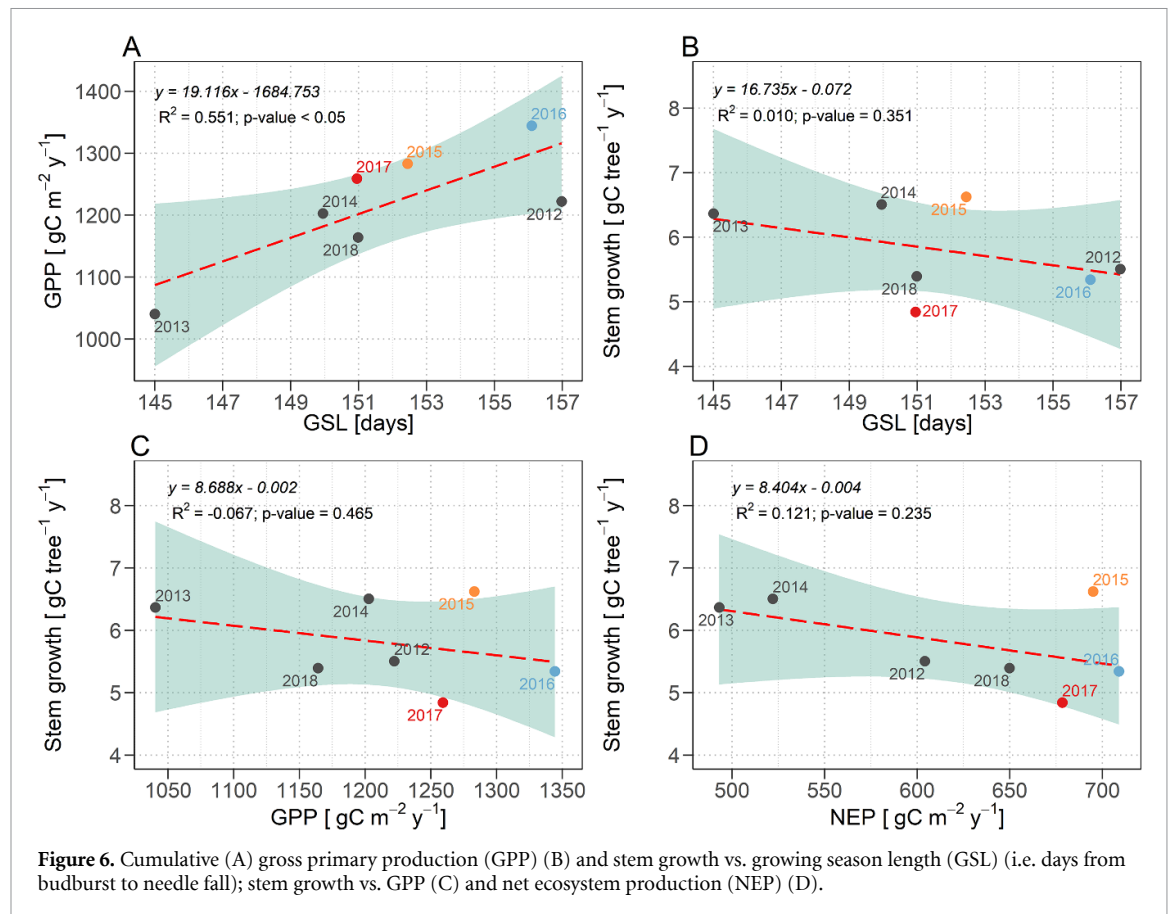 A
y = 19.116x - 1684.753
R² = 0.551; p-value < 0.05
GPP [ gC m⁻² y⁻¹]
1400
1300
1200
1100
1000
2016
2015
2017
2014
2012
2018
2013
145 147 149 151 153 155 157
GSL [days]
B
y = 16.735x - 0.072
R² = 0.010; p-value = 0.351
Stem growth [ gC tree⁻¹ y⁻¹]
8
7
6
5
4
2014
2015
2013
2012
2018
2016
2017
145 147 149 151 153 155 157
GSL [days]
C
y = 8.688x - 0.002
R² = -0.067; p-value = 0.465
Stem growth [ gC tree⁻¹ y⁻¹]
8
7
6
5
4
2013
2014
2015
2012
2018
2016
2017
1050 1100 1150 1200 1250 1300 1350
GPP [ gC m⁻² y⁻¹]
D
y = 8.404x - 0.004
R² = 0.121; p-value = 0.235
Stem growth [ gC tree⁻¹ y⁻¹]
8
7
6
5
4
2015
2014
2013
2016
2012
2018
2017
500 550 600 650 700
NEP [ gC m⁻² y⁻¹]
Figure 6. Cumulative (A) gross primary production (GPP) (B) and stem growth vs. growing season length (GSL) (i.e. days from
budburst to needle fall); stem growth vs. GPP (C) and net ecosystem production (NEP) (D).